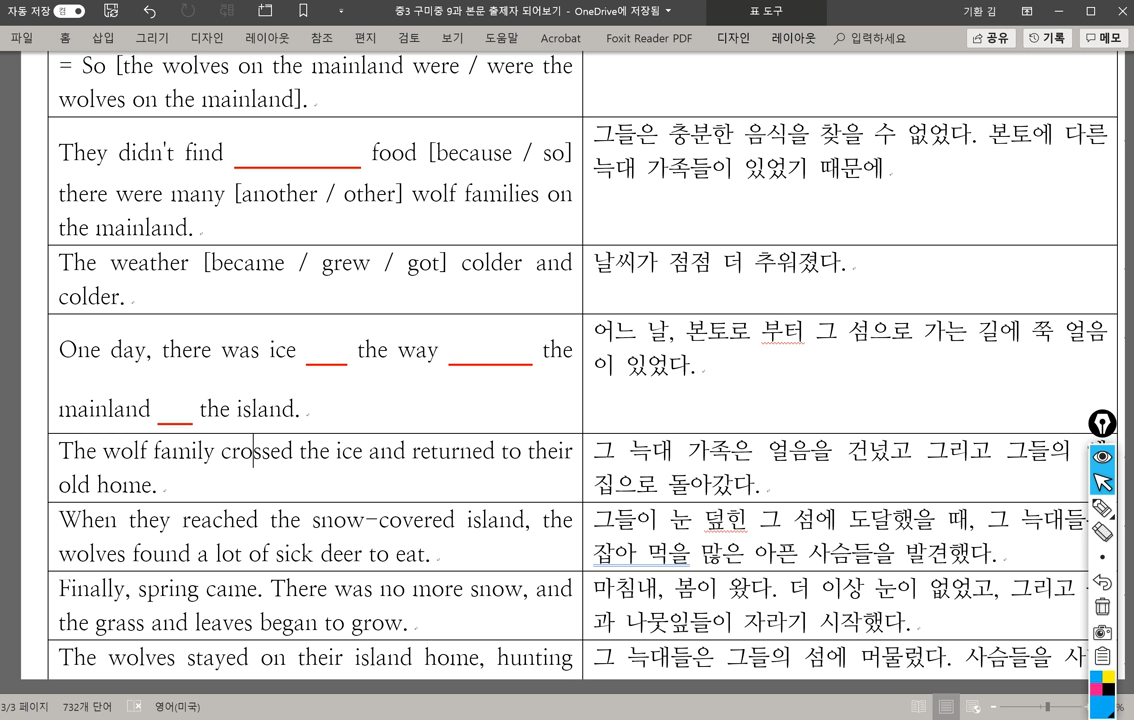 자동 저장 켬 중3 구미중 9과 본문 출제자 되어보기 - OneDrive에 저장됨 표 도구 기환 김
파일 홈 삽입 그리기 디자인 레이아웃 참조 편지 검토 보기 도움말 Acrobat Foxit Reader PDF 디자인 레이아웃 입력하세요 공유 기록 메모
= So [the wolves on the mainland were / were the
wolves on the mainland].
They didn't find food [because / so]
there were many [another / other] wolf families on
the mainland.
그들은 충분한 음식을 찾을 수 없었다. 본토에 다른
늑대 가족들이 있었기 때문에
The weather [became / grew / got] colder and
colder.
날씨가 점점 더 추워졌다.
One day, there was ice the way the
mainland the island.
어느 날, 본토로 부터 그 섬으로 가는 길에 쭉 얼음
이 있었다.
The wolf family crossed the ice and returned to their
old home.
그 늑대 가족은 얼음을 건넜고 그리고 그들의
집으로 돌아갔다.
When they reached the snow-covered island, the
wolves found a lot of sick deer to eat.
그들이 눈 덮힌 그 섬에 도달했을 때, 그 늑대들
잡아 먹을 많은 아픈 사슴들을 발견했다.
Finally, spring came. There was no more snow, and
the grass and leaves began to grow.
마침내, 봄이 왔다. 더 이상 눈이 없었고, 그리고
과 나뭇잎들이 자라기 시작했다.
The wolves stayed on their island home, hunting
그 늑대들은 그들의 섬에 머물렀다. 사슴들을 사
3/3 페이지 732개 단어 영어(미국) %